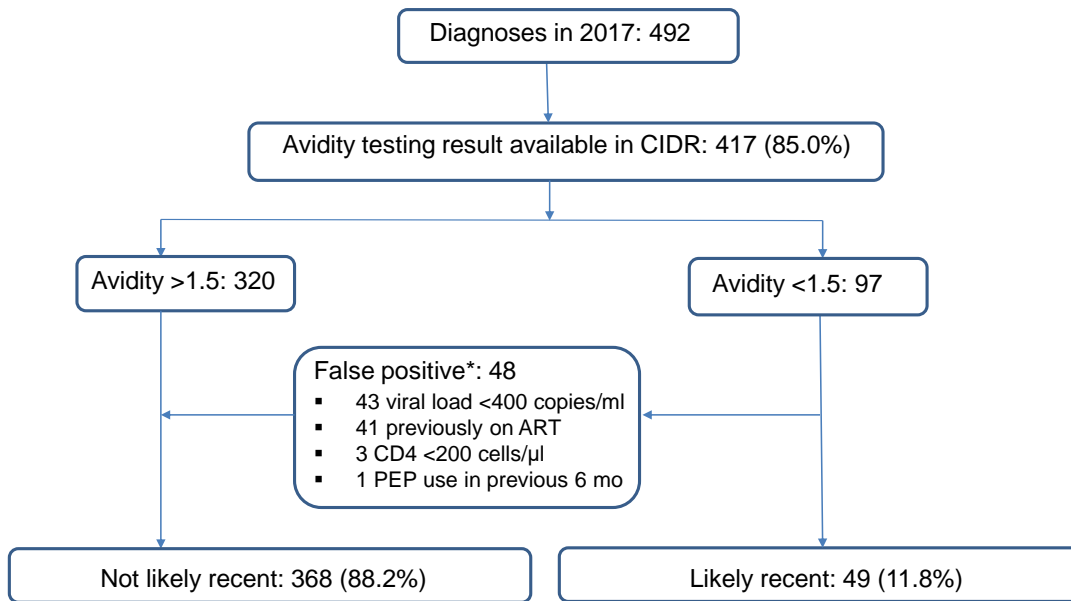 Diagnoses in 2017: 492
Avidity testing result available in CIDR: 417 (85.0%)
Avidity >1.5: 320
Avidity <1.5: 97
False positive*: 48
▪ 43 viral load <400 copies/ml
▪ 41 previously on ART
▪ 3 CD4 <200 cells/µl
▪ 1 PEP use in previous 6 mo
Not likely recent: 368 (88.2%)
Likely recent: 49 (11.8%)